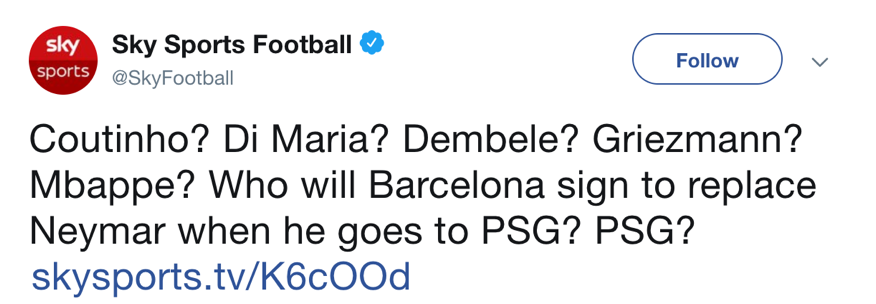 sky
sports
Sky Sports Football
@SkyFootball
Follow
Coutinho? Di Maria? Dembele? Griezmann?
Mbappe? Who will Barcelona sign to replace
Neymar when he goes to PSG? PSG?
skysports.tv/K6cOOd